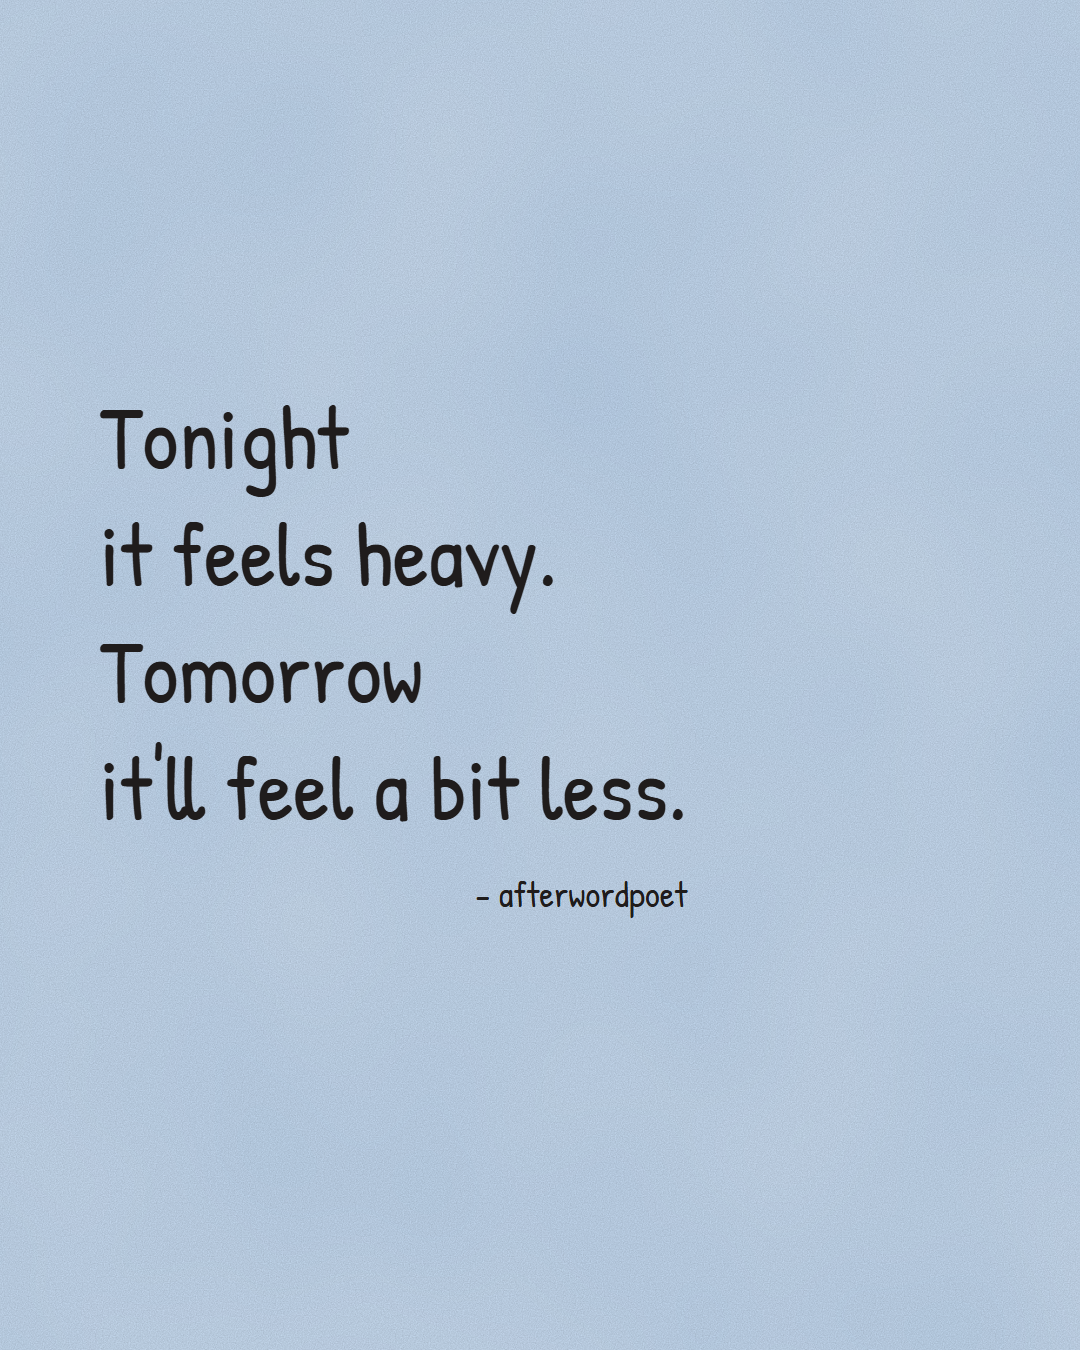 Tonight
it feels heavy.
Tomorrow
it'll feel a bit less.
- afterwordpoet